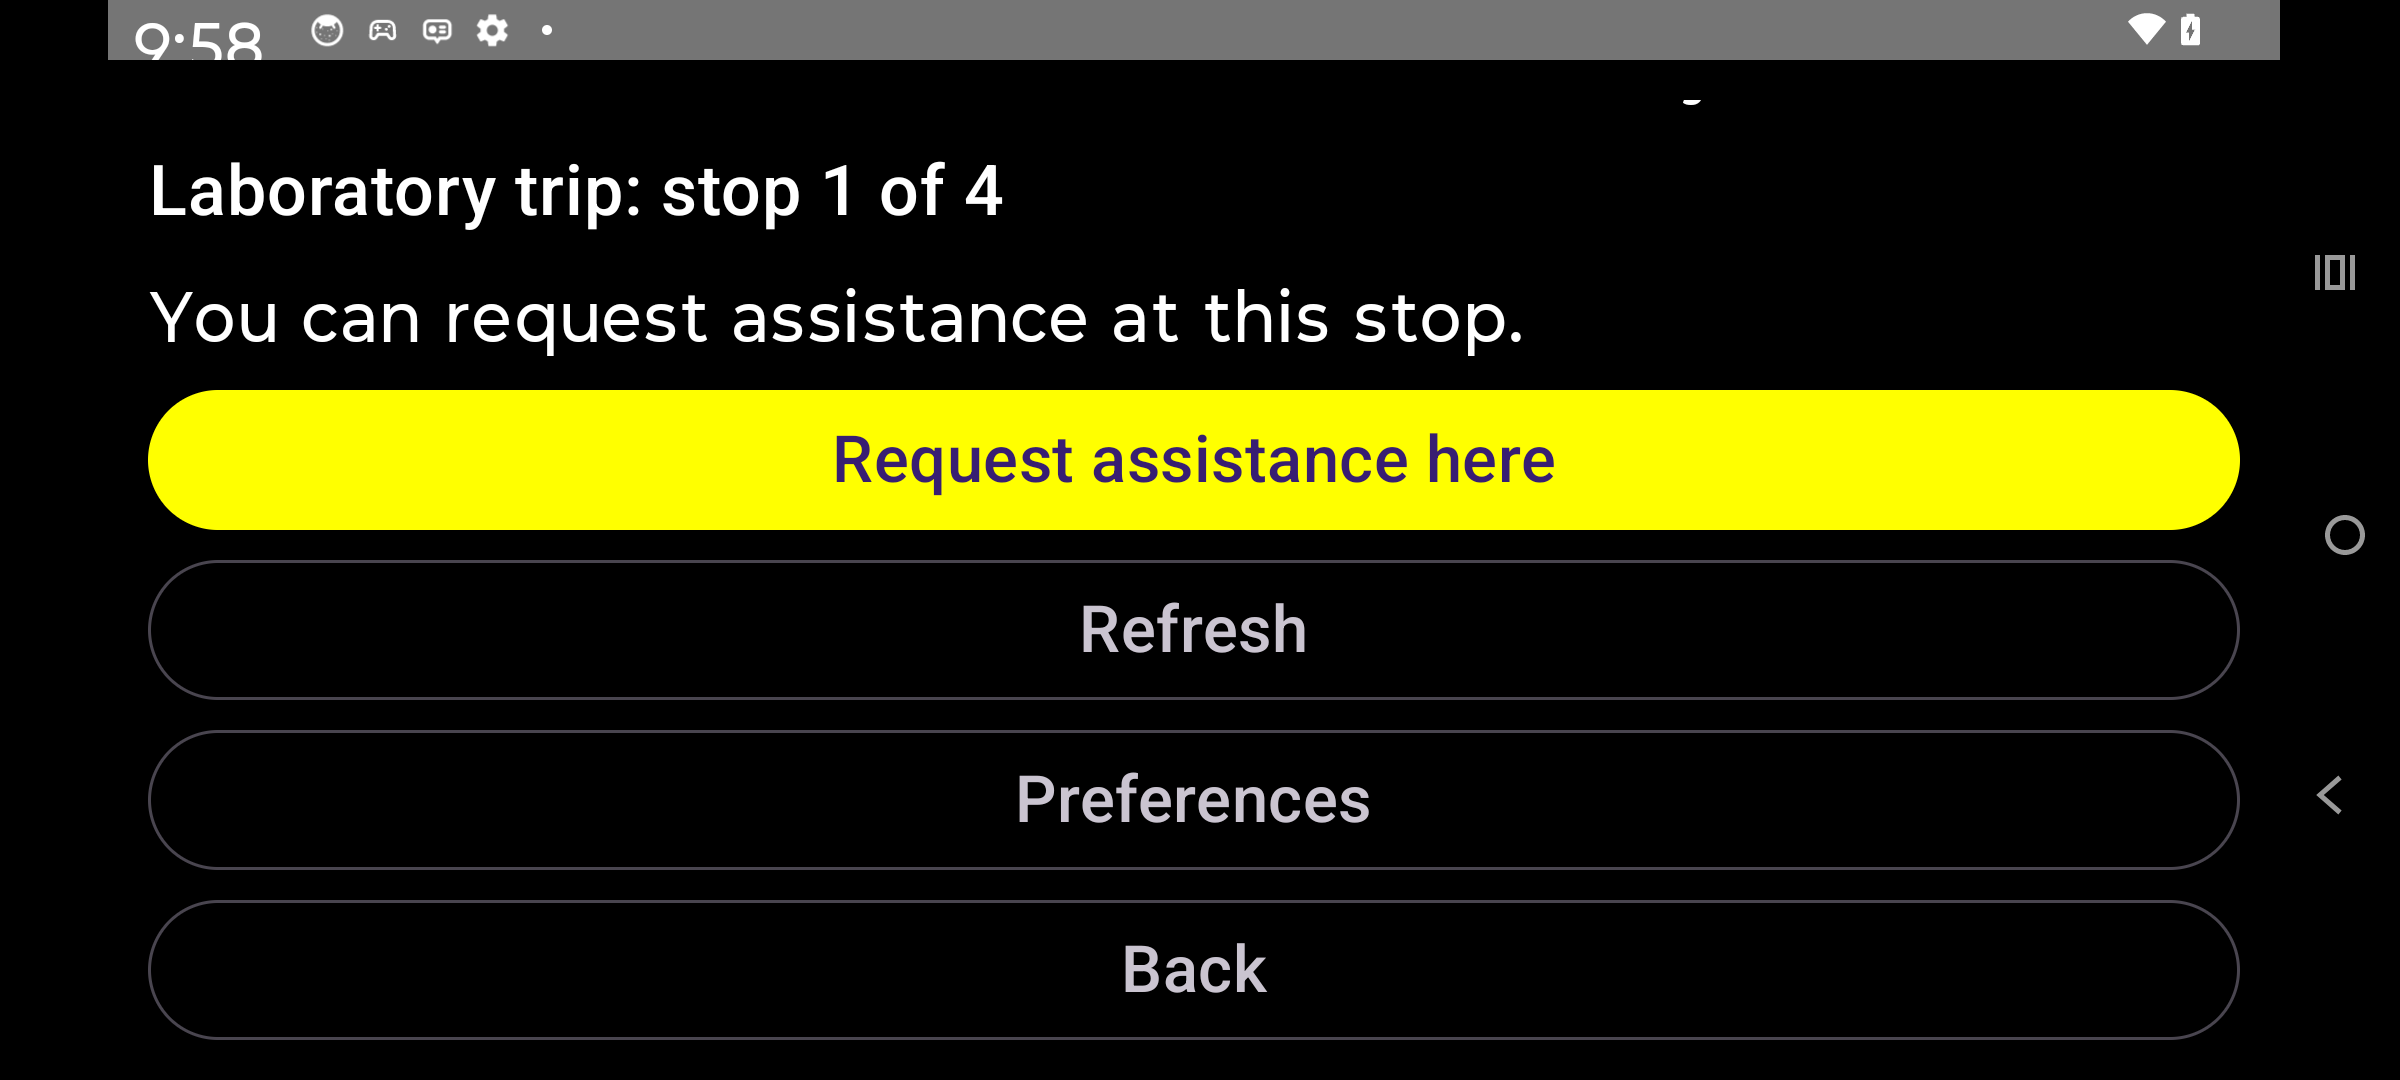 9:58
Laboratory trip: stop 1 of 4
You can request assistance at this stop.
Request assistance here
Refresh
Preferences
Back